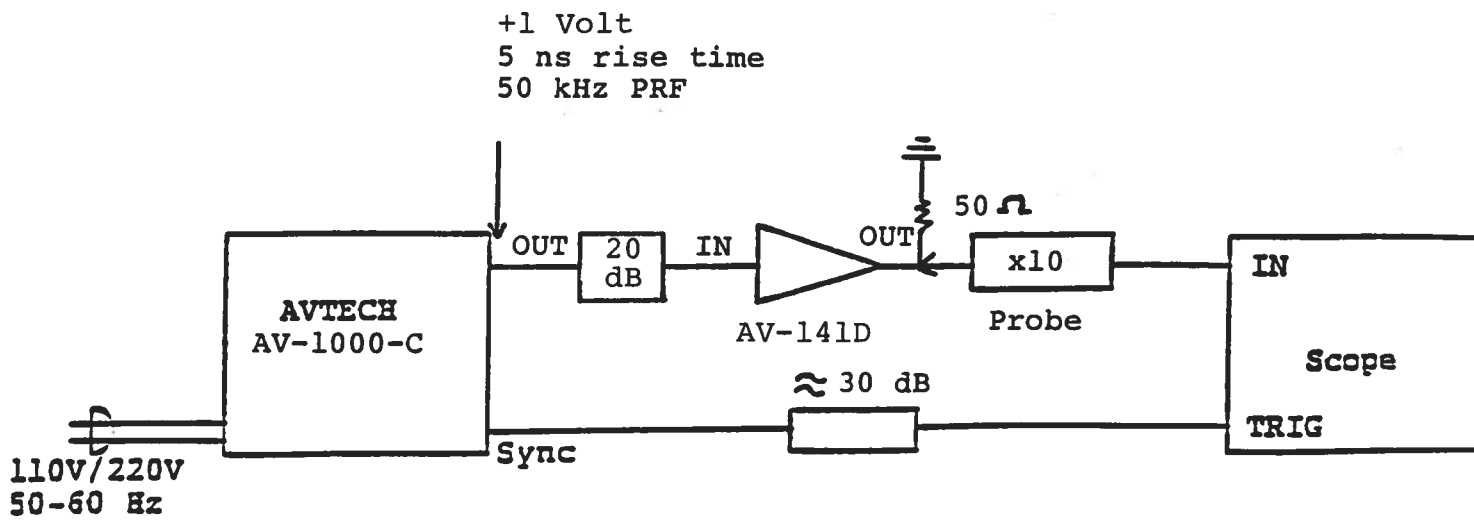 +1 Volt
5 ns rise time
50 kHz PRF
50 Ω
OUT
20
dB
IN
OUT
x10
IN
AVTECH
AV-1000-C
AV-141D
Probe
Scope
≈ 30 dB
Sync
TRIG
110V/220V
50-60 Hz